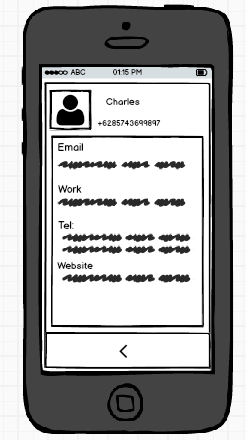 ABC 01:15 PM
Charles
+6285743699897
Email
Work
Tel:
Website